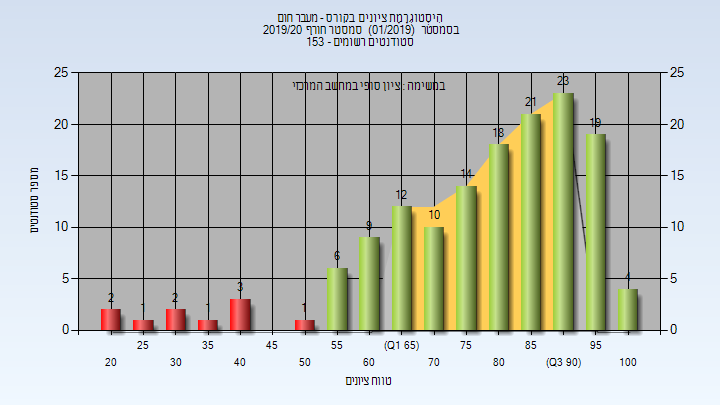 היסטוגרמת ציונים בקורס - מעבר חום
בסמסטר (01/2019) סמסטר חורף 2019/20
סטודנטים רשומים - 153
במשימה : ציון סופי במחשב המרכזי
25 25
20 20
15 15
10 10
5 5
0 0
מספר סטודנטים
2 1 2 1 3 1 6 9 12 10 14 18 21 23 19 4
25 35 45 55 (Q1 65) 75 85 95
20 30 40 50 60 70 80 (Q3 90) 100
טווח ציונים